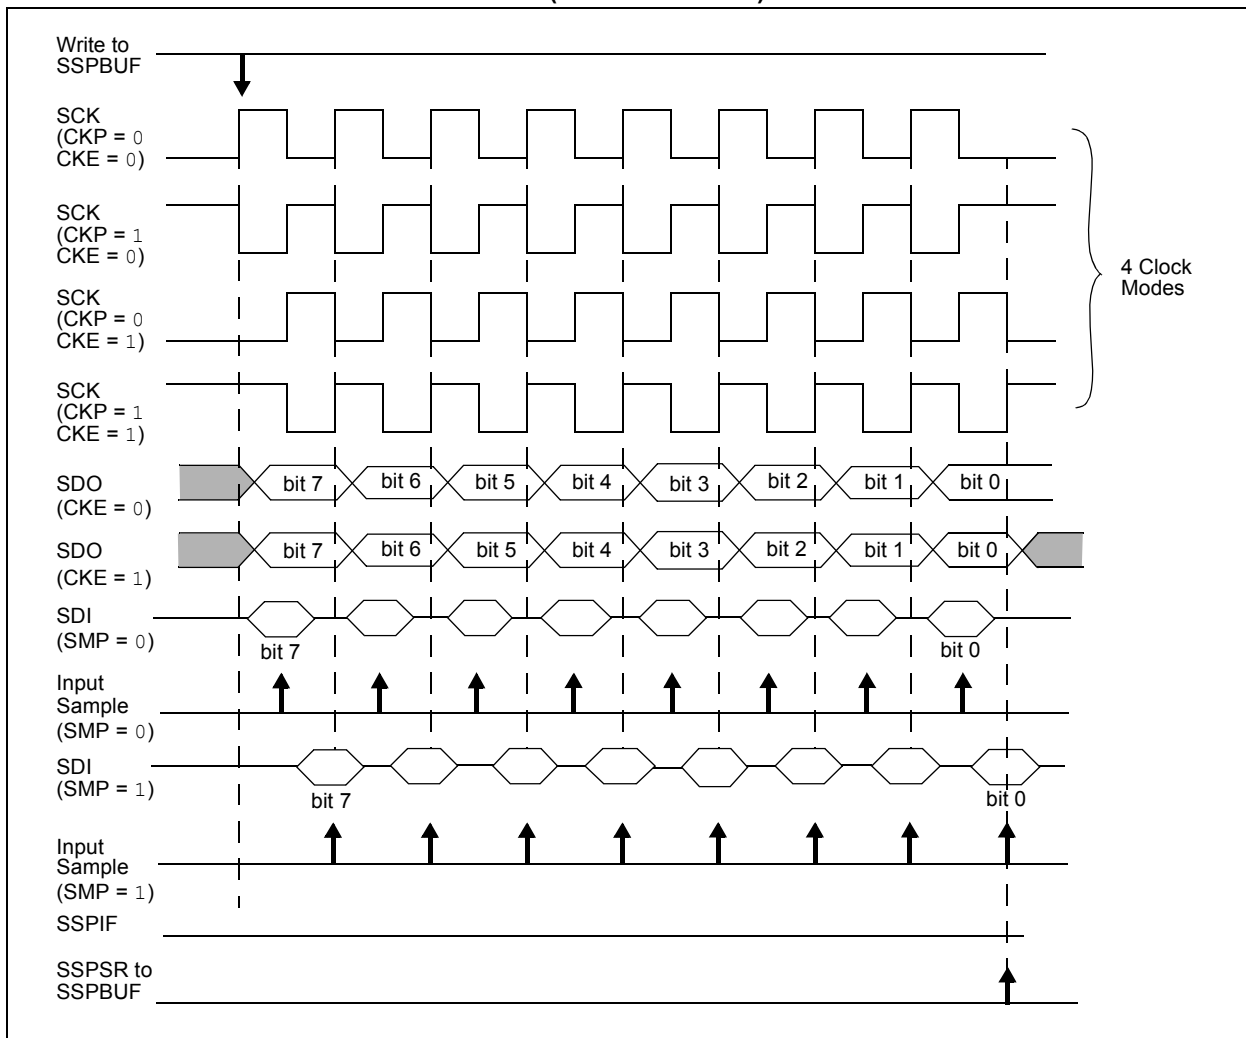 Write to
SSPBUF
SCK
(CKP = 0
CKE = 0)
SCK
(CKP = 1
CKE = 0)
SCK
(CKP = 0
CKE = 1)
SCK
(CKP = 1
CKE = 1)
4 Clock
Modes
SDO
(CKE = 0)
bit 7 bit 6 bit 5 bit 4 bit 3 bit 2 bit 1 bit 0
SDO
(CKE = 1)
bit 7 bit 6 bit 5 bit 4 bit 3 bit 2 bit 1 bit 0
SDI
(SMP = 0)
bit 7 bit 0
Input
Sample
(SMP = 0)
SDI
(SMP = 1)
bit 7 bit 0
Input
Sample
(SMP = 1)
SSPIF
SSPSR to
SSPBUF